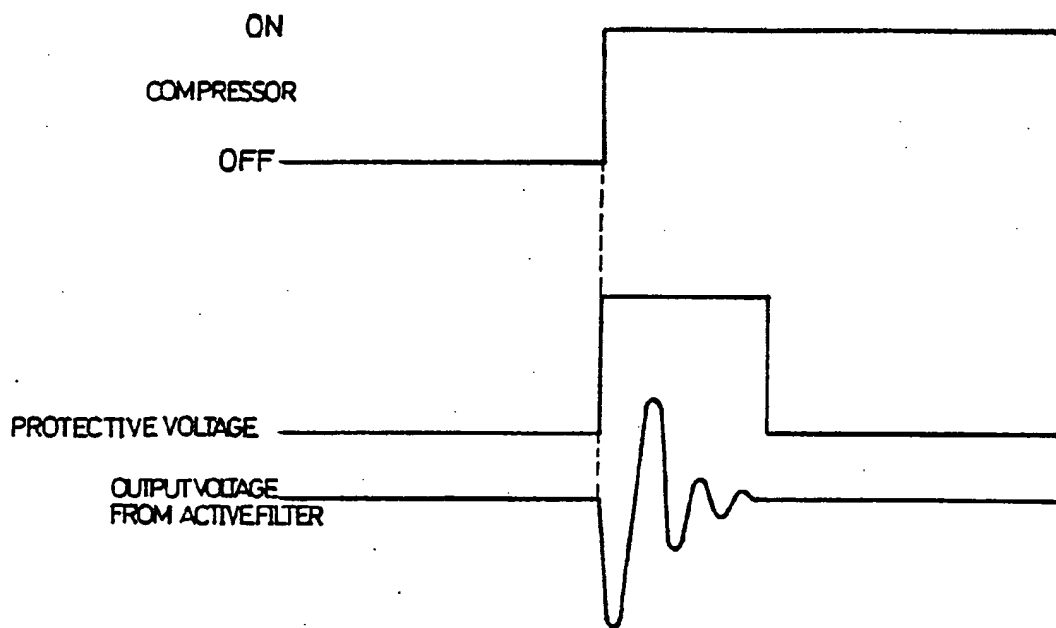 ON
COMPRESSOR
OFF
PROTECTIVE VOLTAGE
OUTPUT VOLTAGE
FROM ACTIVE FILTER